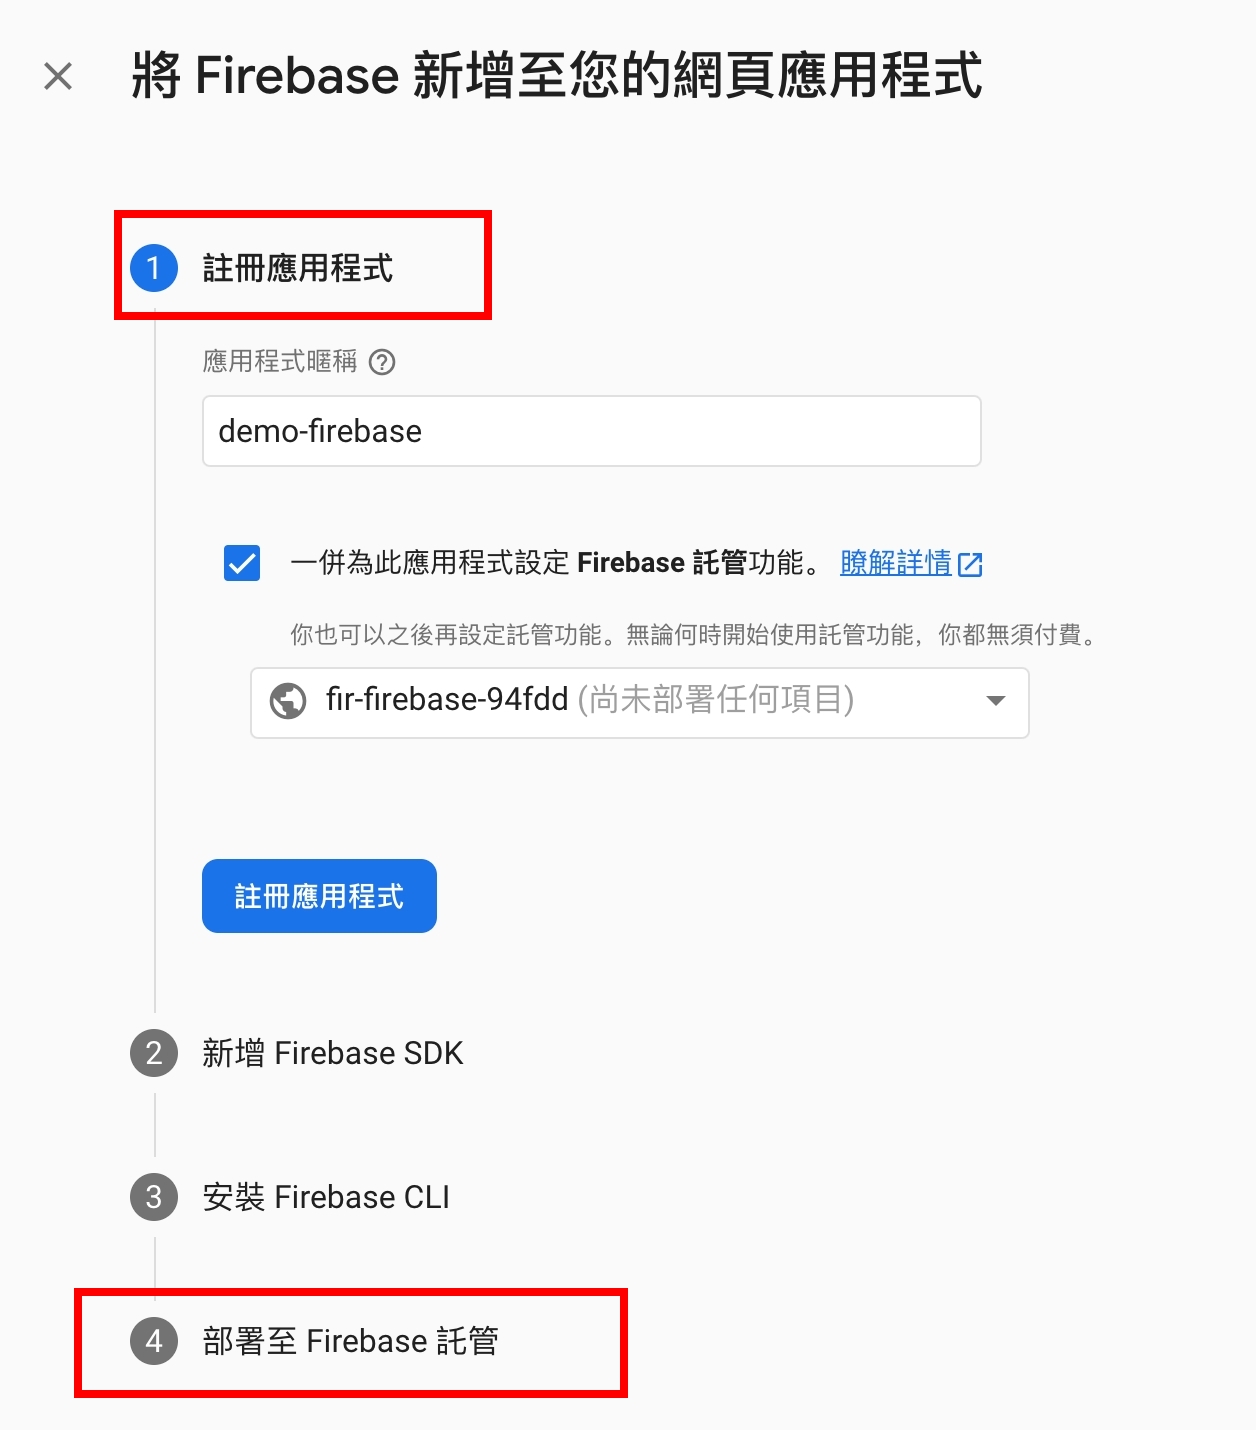 將 Firebase 新增至您的網頁應用程式
1 註冊應用程式
應用程式暱稱
demo-firebase
一併為此應用程式設定 Firebase 託管功能。 瞭解詳情
你也可以之後再設定託管功能。無論何時開始使用託管功能，你都無須付費。
fir-firebase-94fdd (尚未部署任何項目)
註冊應用程式
2 新增 Firebase SDK
3 安裝 Firebase CLI
4 部署至 Firebase 託管